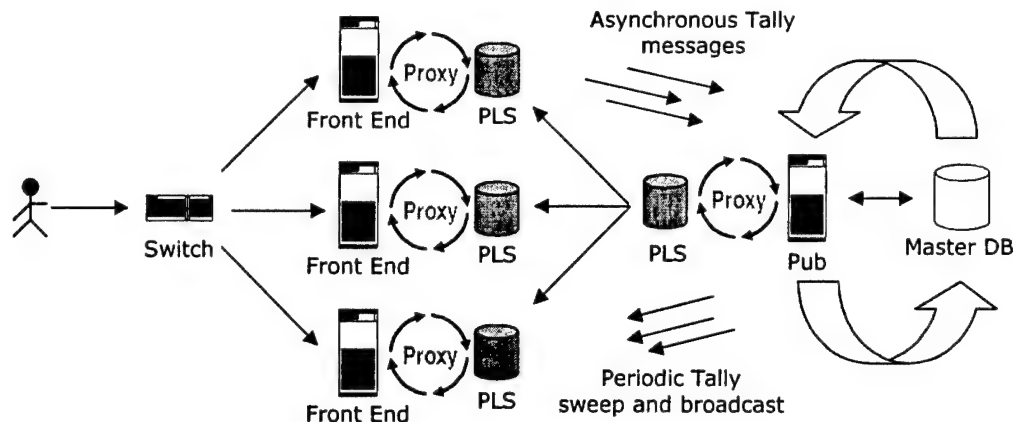 Asynchronous Tally
messages
Proxy
Front End
PLS
Proxy
Front End
PLS
Switch
Proxy
Front End
PLS
PLS
Proxy
Pub
Master DB
Periodic Tally
sweep and broadcast